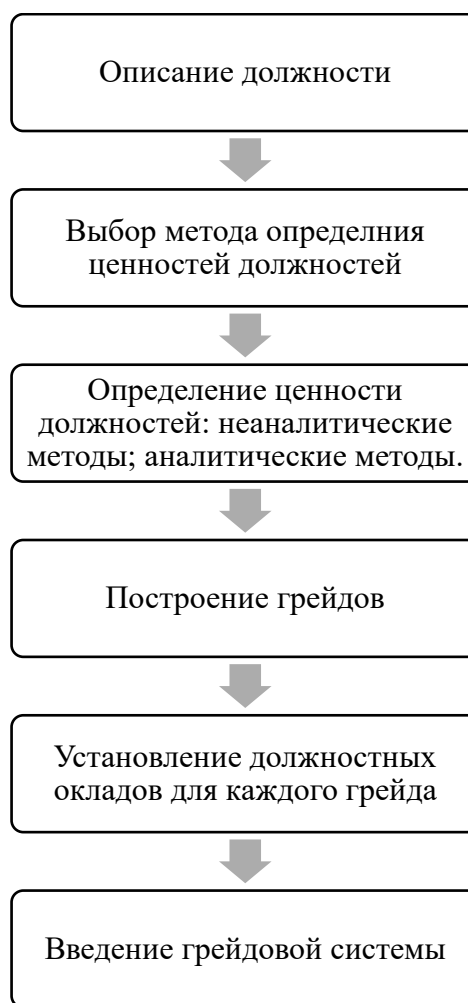 Описание должности
Выбор метода определния
ценностей должностей
Определение ценности
должностей: неаналитические
методы; аналитические методы.
Построение грейдов
Установление должностных
окладов для каждого грейда
Введение грейдовой системы